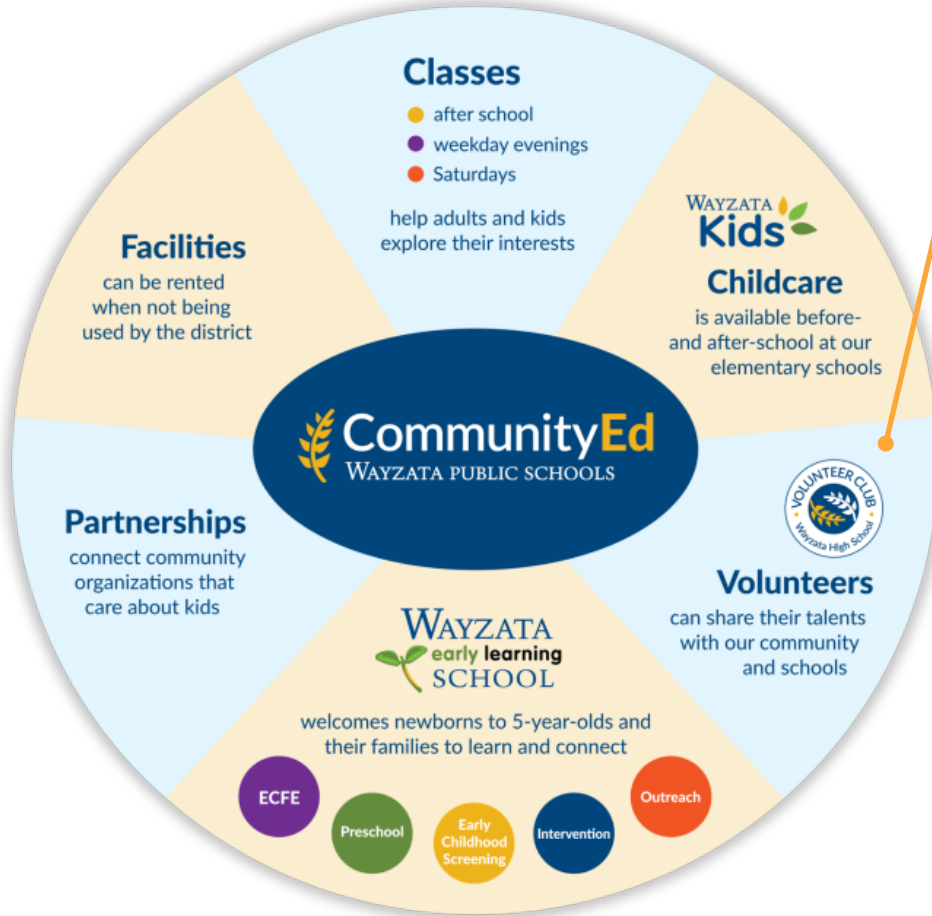 Classes
after school
weekday evenings
Saturdays
help adults and kids
explore their interests
WAYZATA
Kids
Childcare
is available before-
and after-school at our
elementary schools
VOLUNTEER CLUB
Wayzata High School
Volunteers
can share their talents
with our community
and schools
WAYZATA
early learning
SCHOOL
welcomes newborns to 5-year-olds and
their families to learn and connect
ECFE
Preschool
Early
Childhood
Screening
Intervention
Outreach
Partnerships
connect community
organizations that
care about kids
Facilities
can be rented
when not being
used by the district
CommunityEd
WAYZATA PUBLIC SCHOOLS